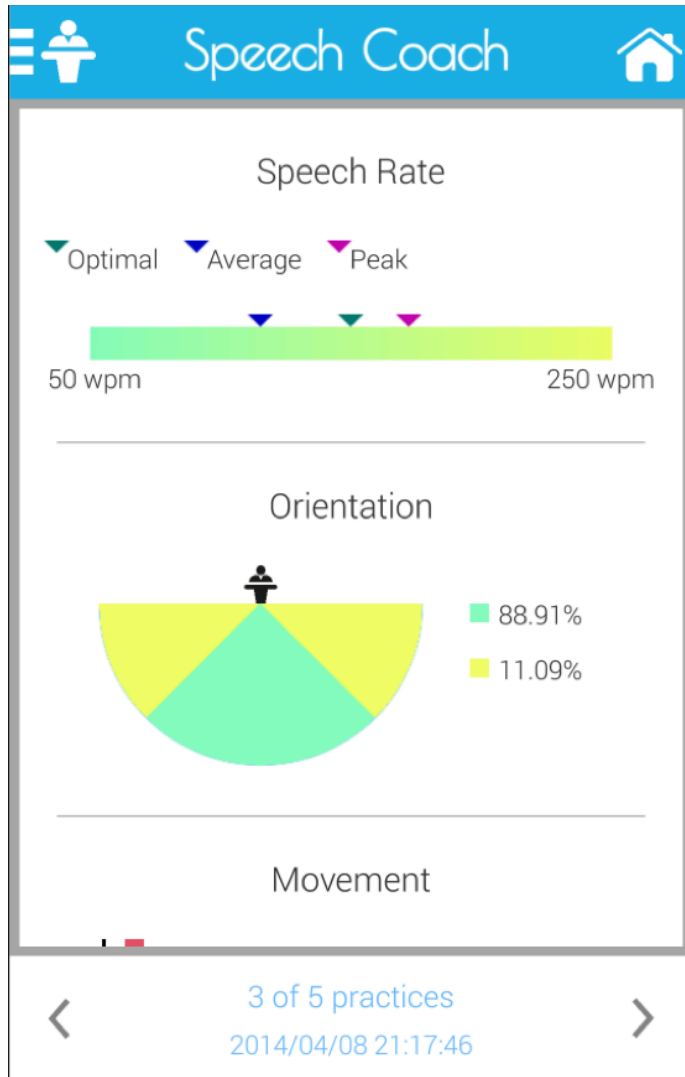 Speech Coach
Speech Rate
Optimal Average Peak
50 wpm 250 wpm
Orientation
88.91%
11.09%
Movement
3 of 5 practices
2014/04/08 21:17:46